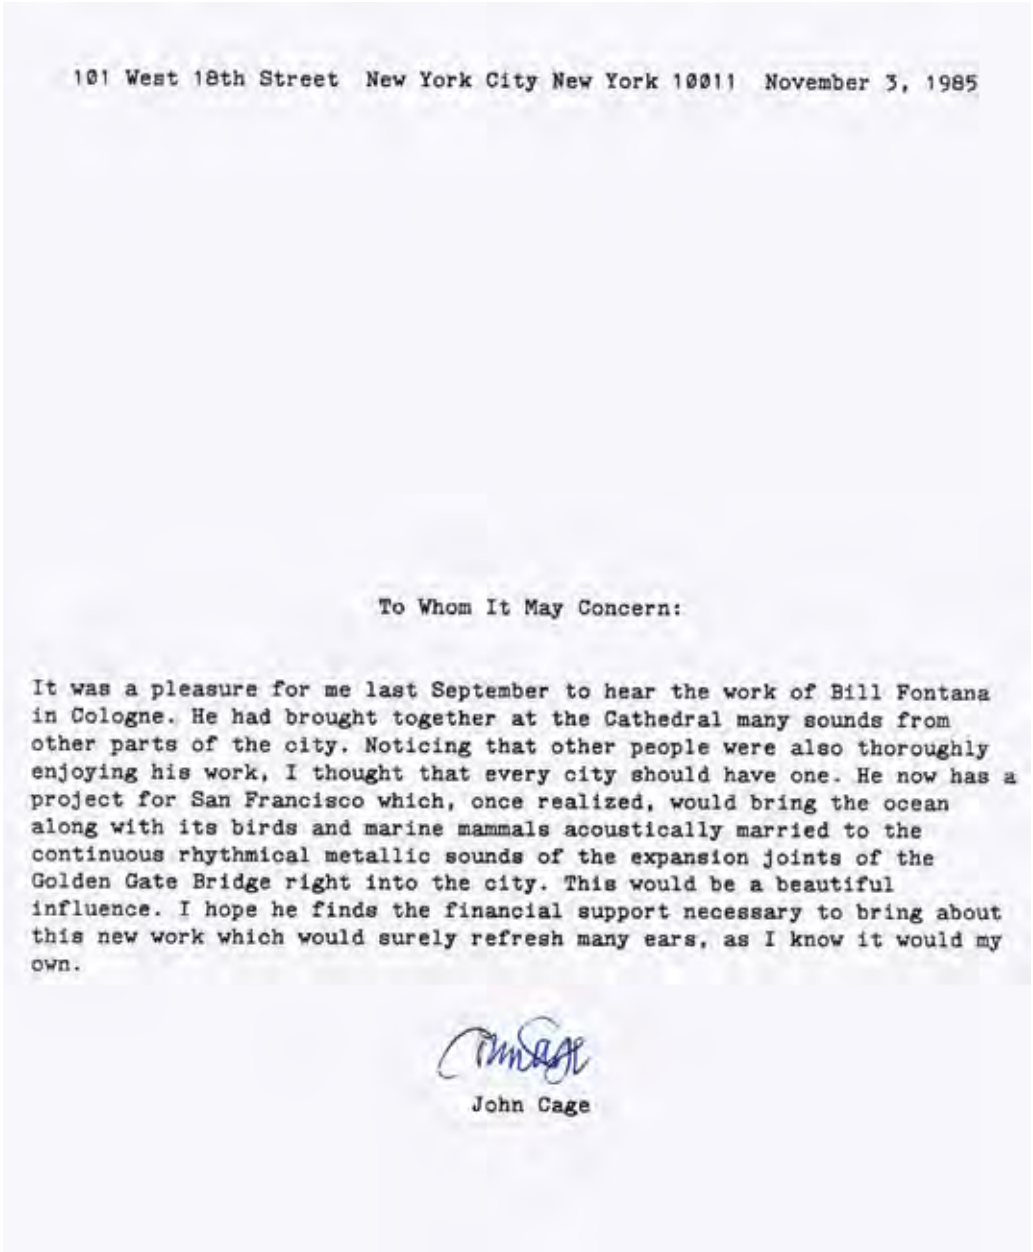 101 West 18th Street  New York City New York 10011  November 3, 1985
To Whom It May Concern:
It was a pleasure for me last September to hear the work of Bill Fontana
in Cologne. He had brought together at the Cathedral many sounds from
other parts of the city. Noticing that other people were also thoroughly
enjoying his work, I thought that every city should have one. He now has a
project for San Francisco which, once realized, would bring the ocean
along with its birds and marine mammals acoustically married to the
continuous rhythmical metallic sounds of the expansion joints of the
Golden Gate Bridge right into the city. This would be a beautiful
influence. I hope he finds the financial support necessary to bring about
this new work which would surely refresh many ears, as I know it would my
own.
John Cage
John Cage